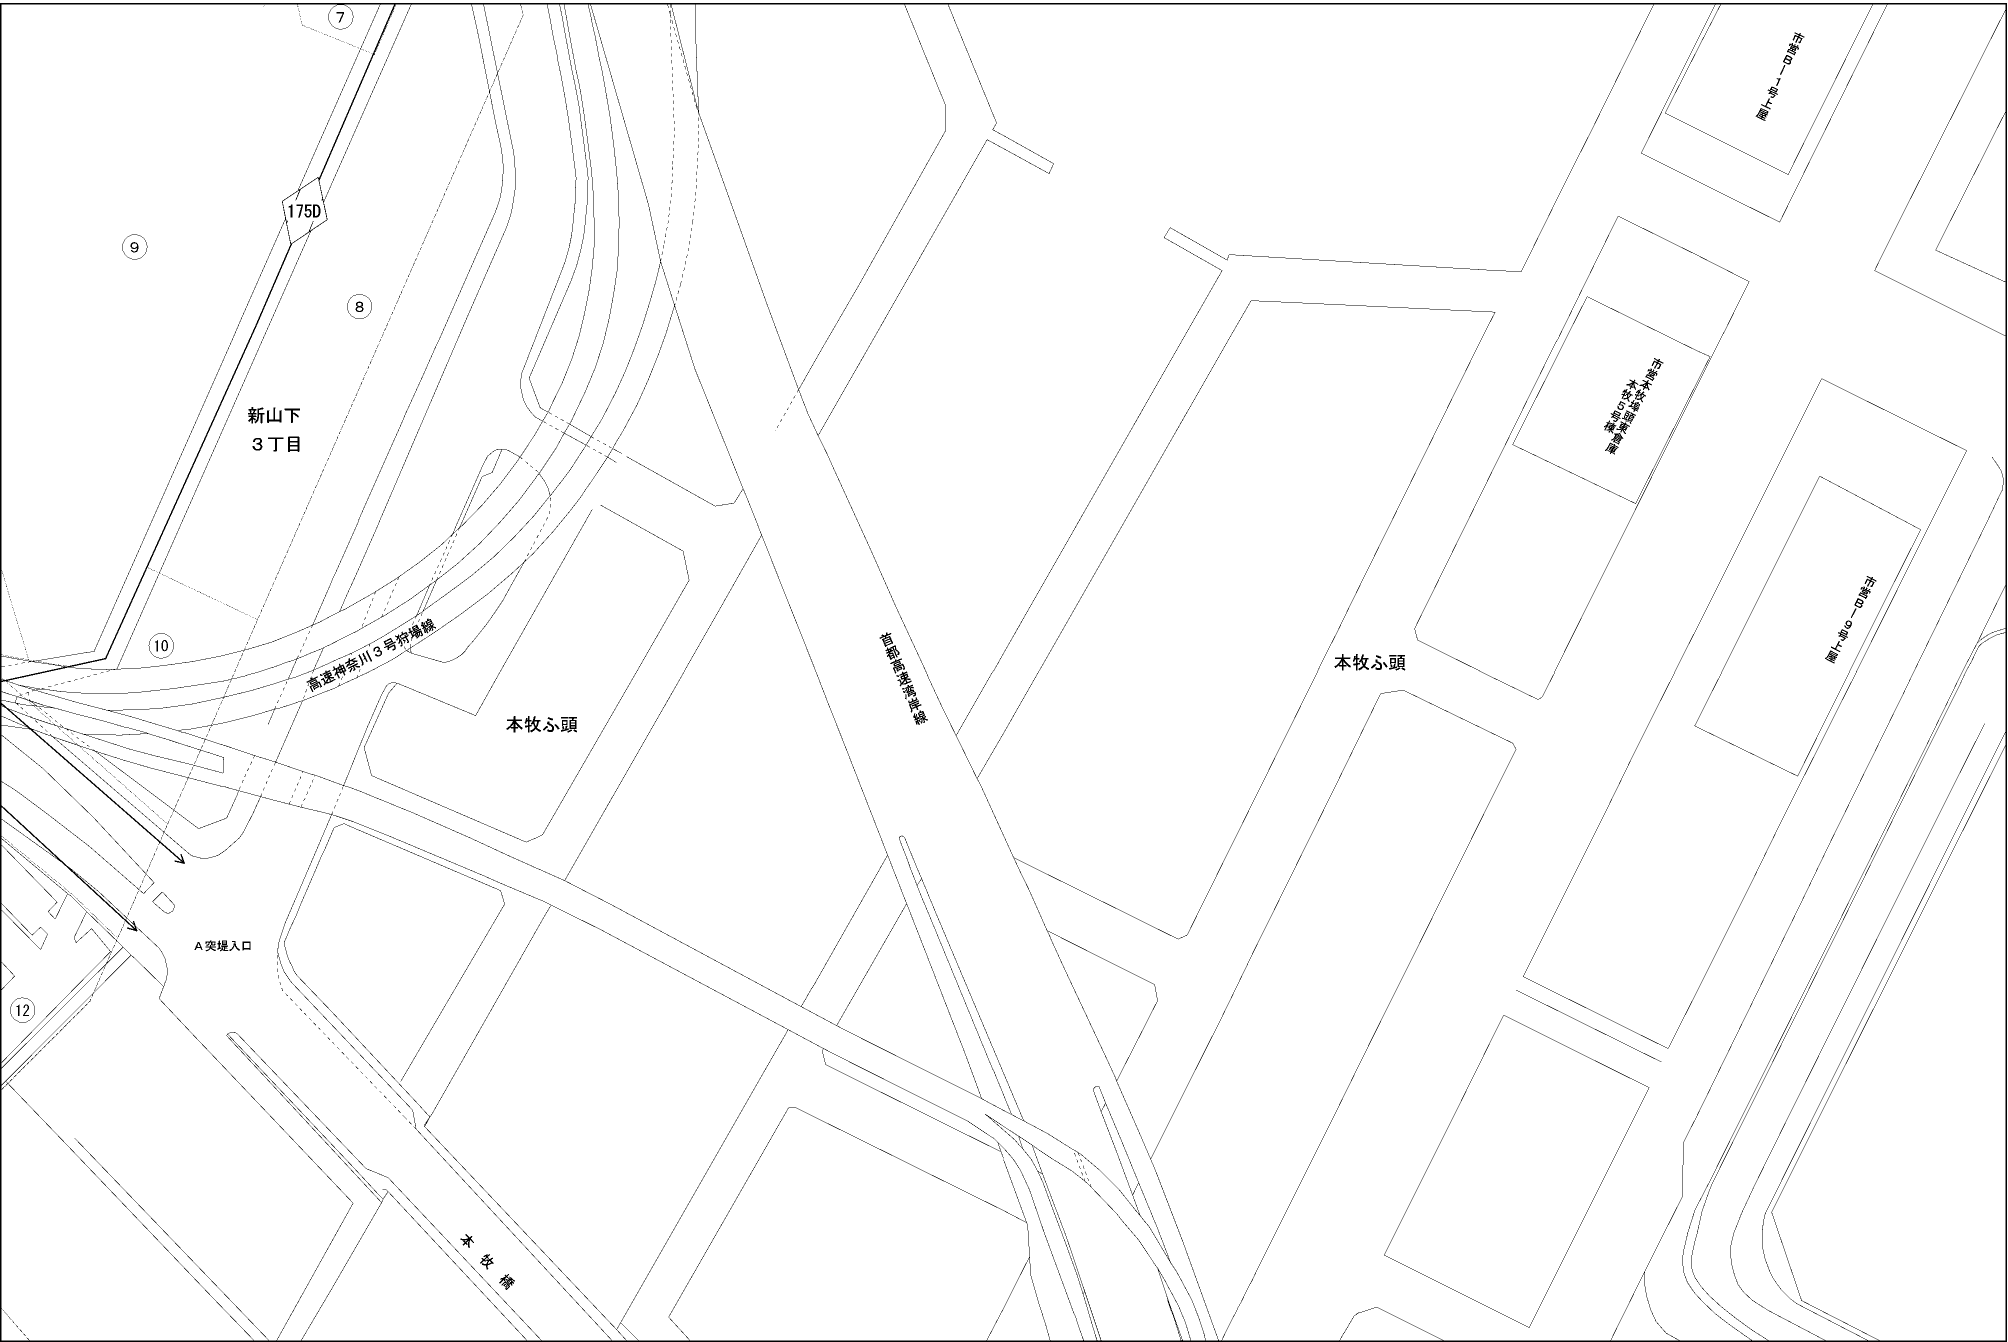 ⑦
市営B-1号上屋
175D
⑨
⑧
市営本牧埠頭東倉庫
本牧5号棟
新山下
3丁目
市営B-9号上屋
⑩
高速神奈川3号狩場線
首都高速湾岸線
本牧ふ頭
本牧ふ頭
A突堤入口
⑫
本牧橋